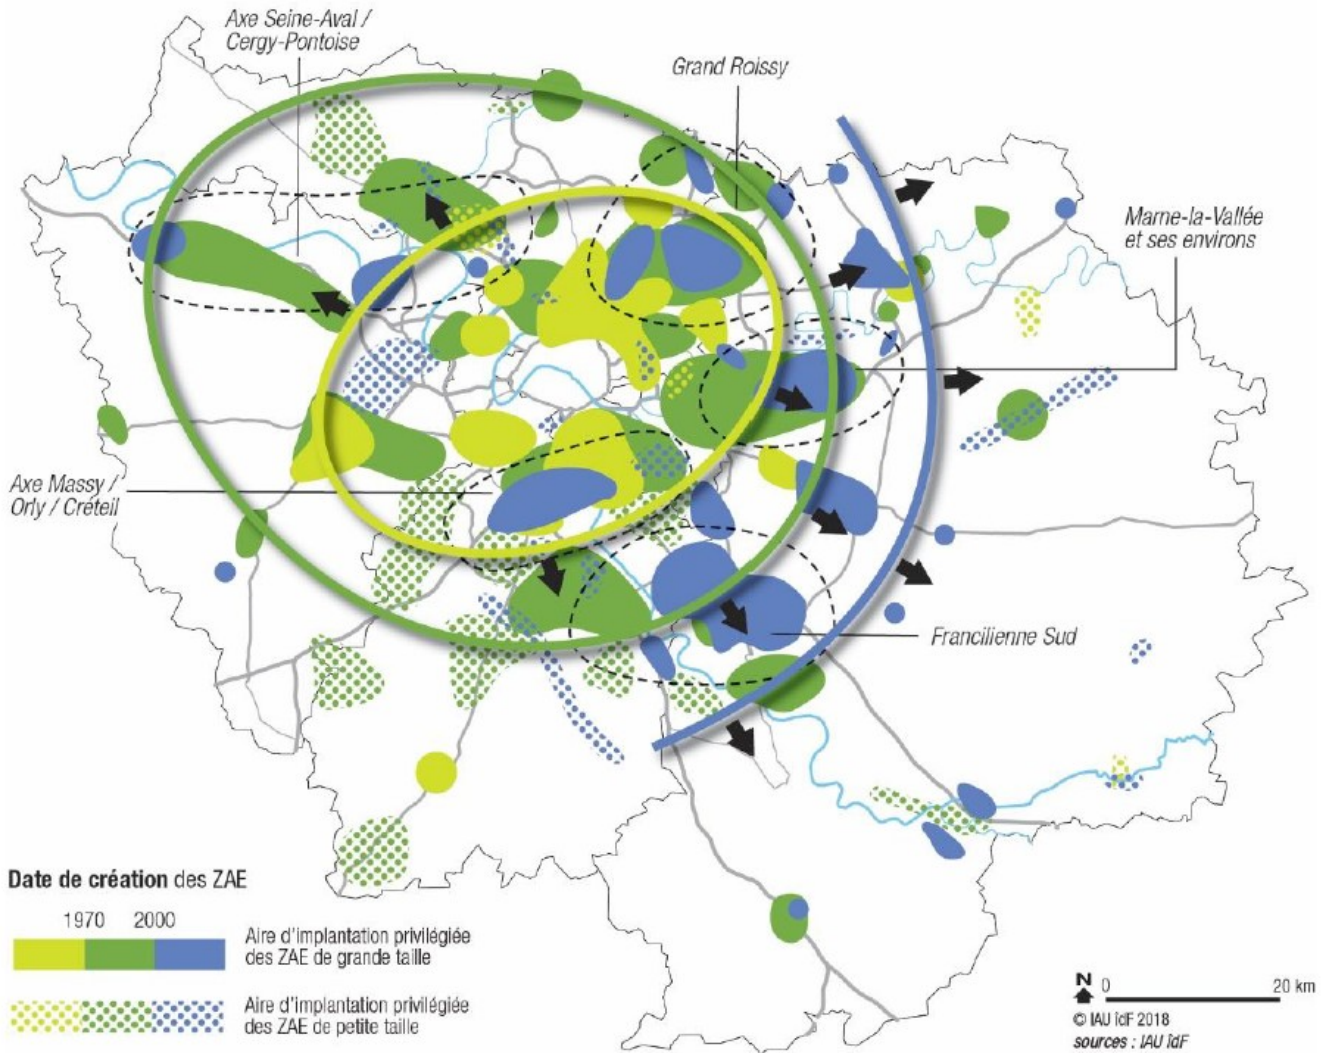 Axe Seine-Aval /
Cergy-Pontoise
Grand Roissy
Marne-la-Vallée
et ses environs
Axe Massy /
Orly / Créteil
Francilienne Sud
Date de création des ZAE
1970 2000
Aire d'implantation privilégiée
des ZAE de grande taille
Aire d'implantation privilégiée
des ZAE de petite taille
N 0 20 km
© IAU îdF 2018
sources : IAU îdF